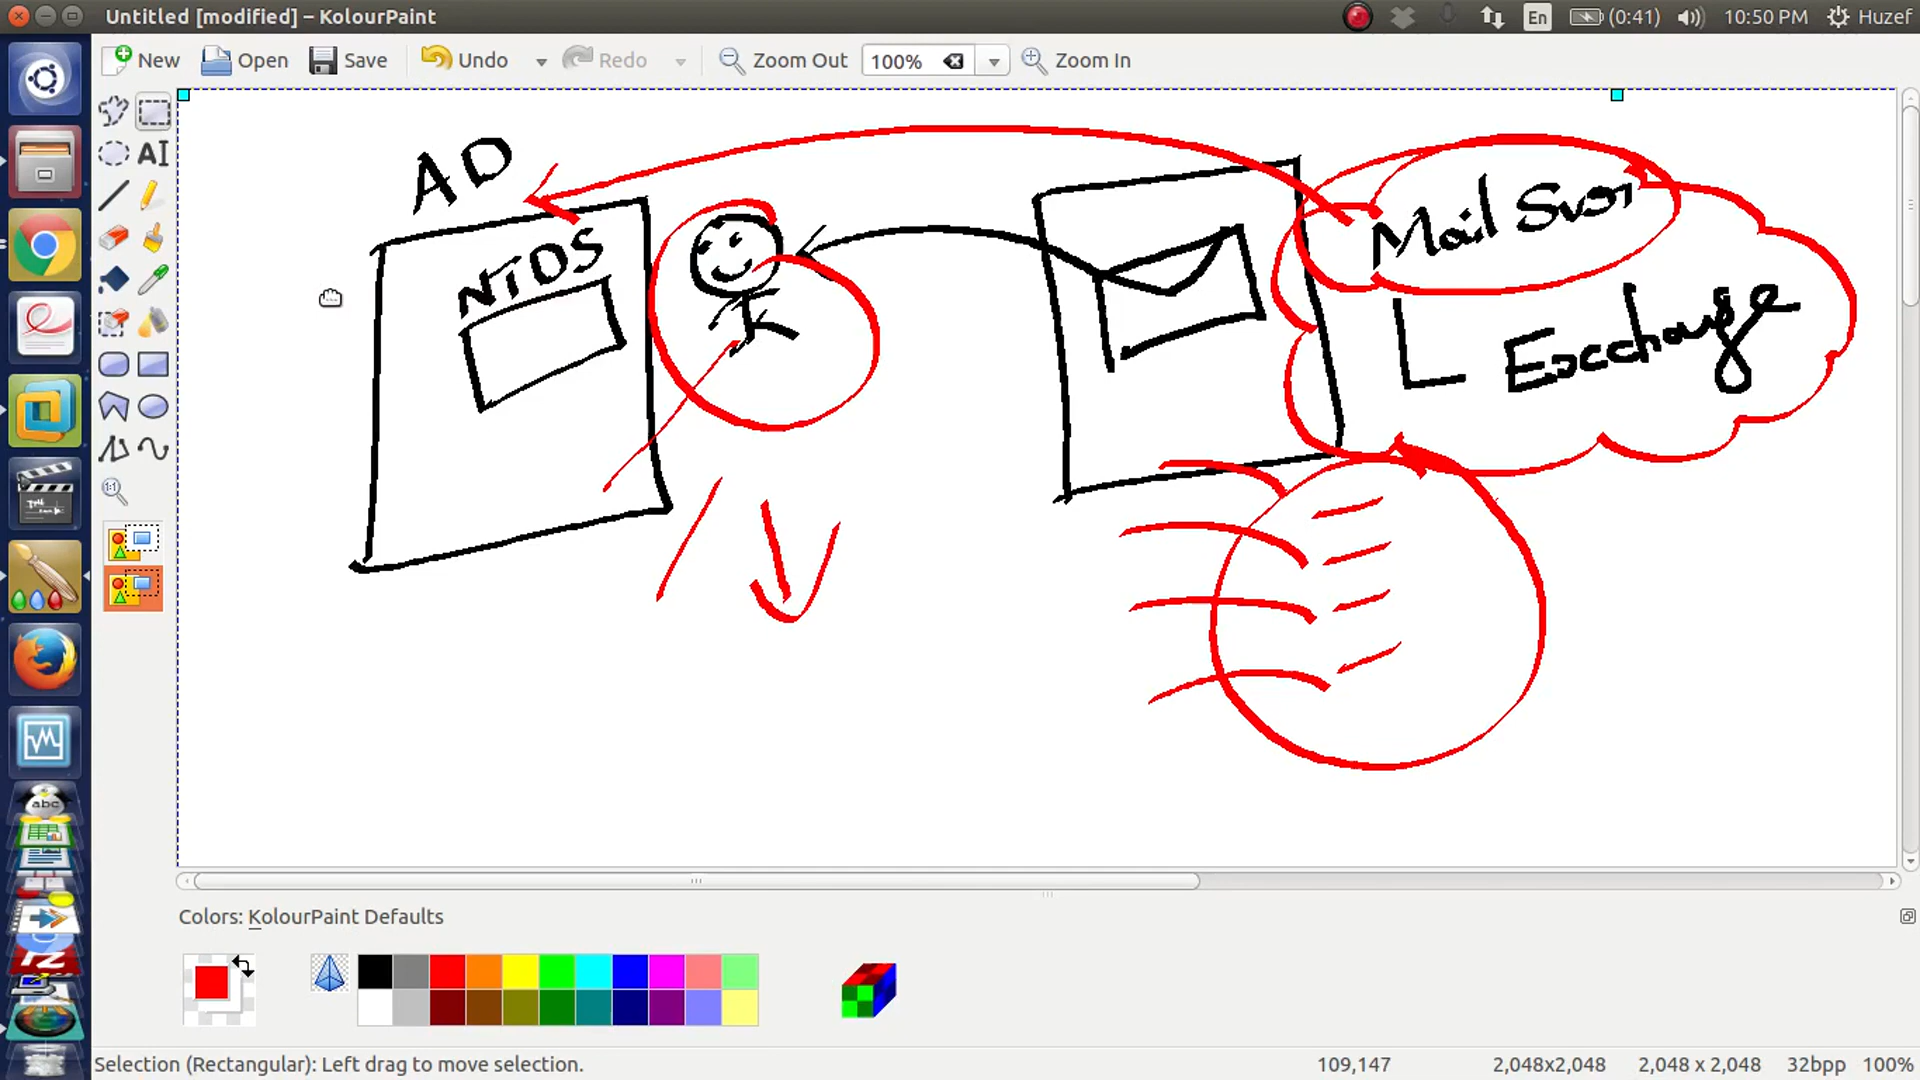 Untitled [modified] – KolourPaint
En
(0:41)
10:50 PM
Huzef
New
Open
Save
Undo
Redo
Zoom Out
100%
Zoom In
AD
NTDS
Mail Svor
Exchange
Colors: KolourPaint Defaults
Selection (Rectangular): Left drag to move selection.
109,147
2,048x2,048
2,048 x 2,048
32bpp
100%